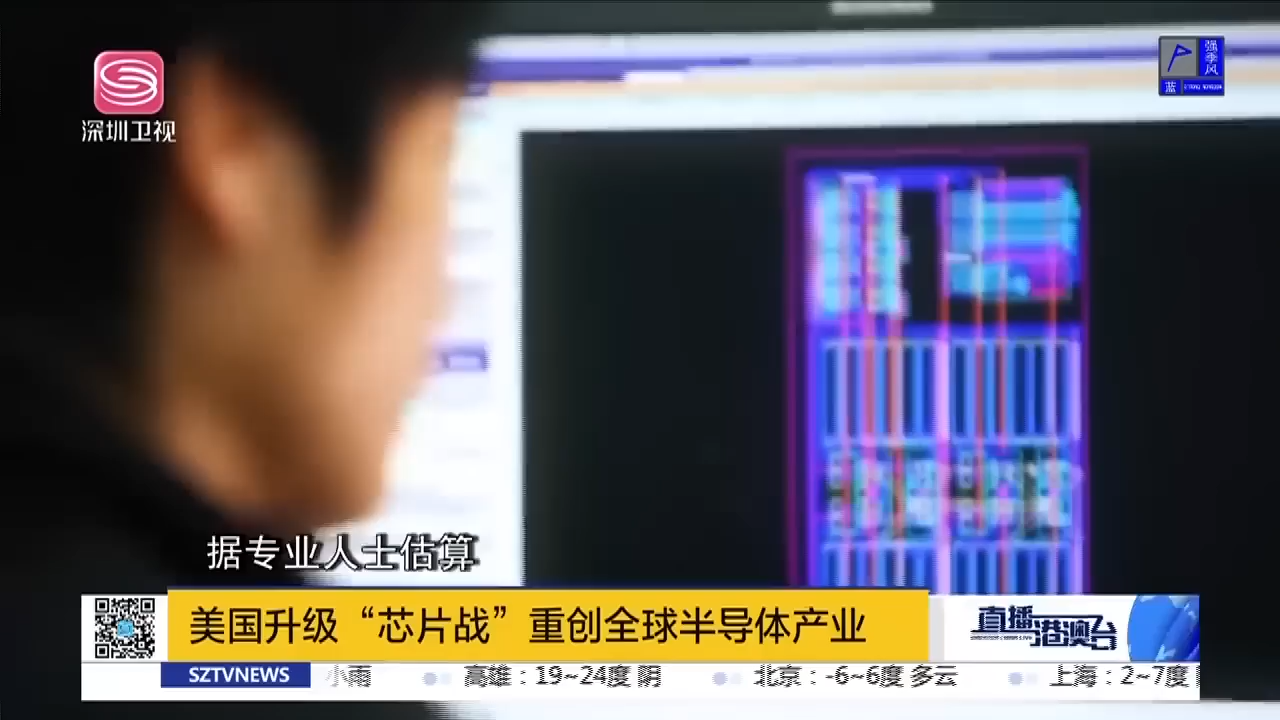 深圳卫视
强季风
蓝
据专业人士估算
美国升级“芯片战”重创全球半导体产业
直播港澳台
SZTVNEWS
小雨 高雄：19~24度 阴 北京：-6~6度 多云 上海：2~7度